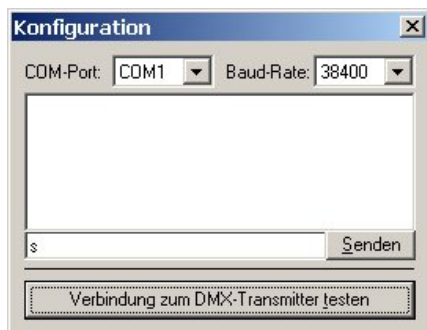 Konfiguration
COM-Port: COM1 Baud-Rate: 38400
s Senden
Verbindung zum DMX-Transmitter testen